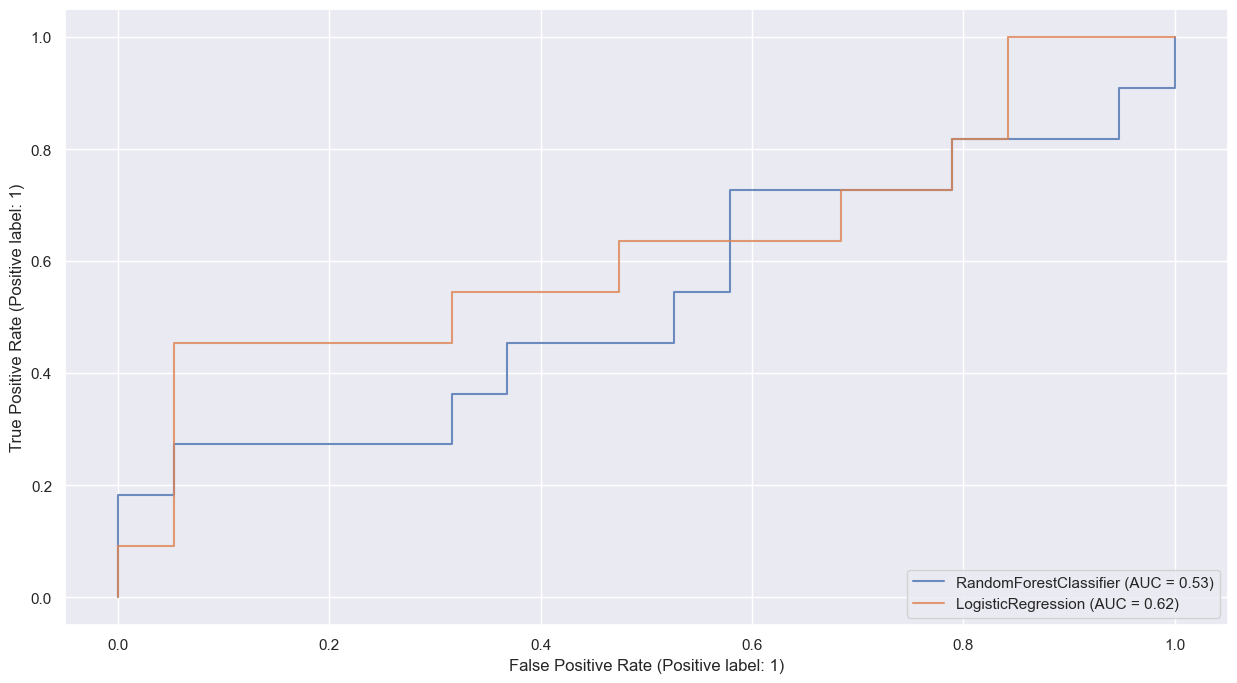 1.0
0.8
0.6
0.4
0.2
0.0
True Positive Rate (Positive label: 1)
RandomForestClassifier (AUC = 0.53)
LogisticRegression (AUC = 0.62)
0.0 0.2 0.4 0.6 0.8 1.0
False Positive Rate (Positive label: 1)